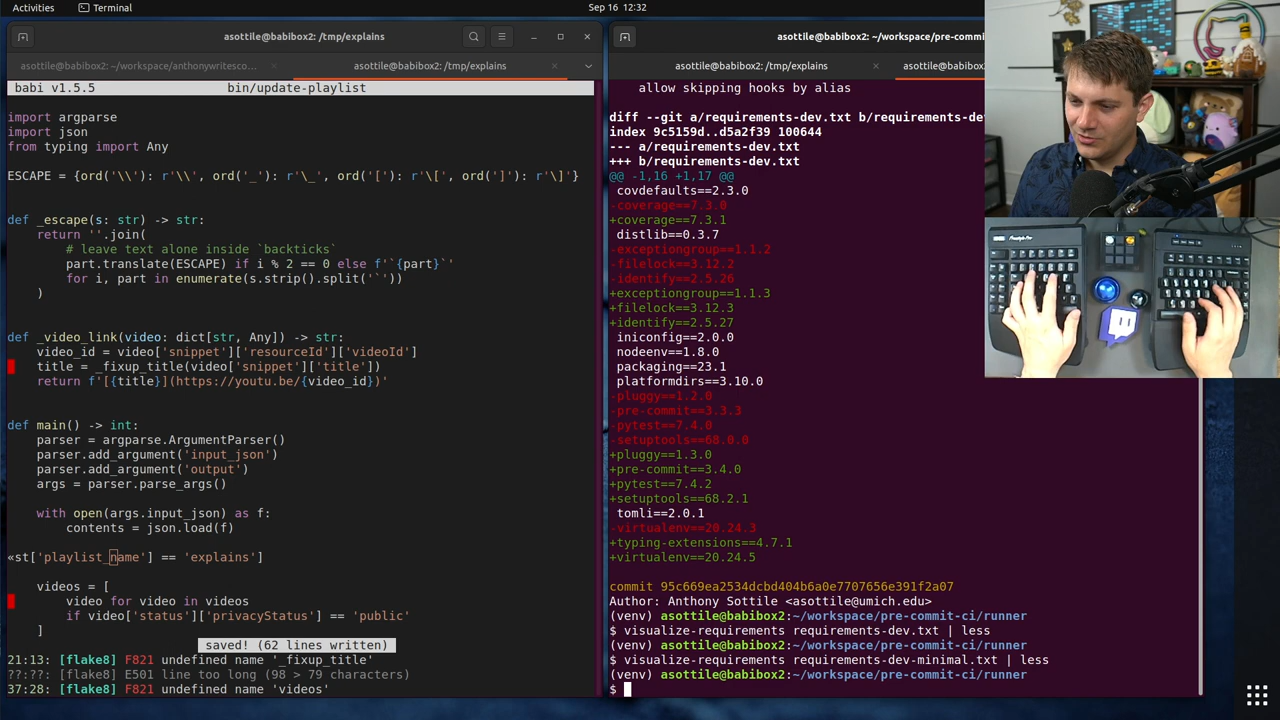 Activities
Terminal
Sep 16 12:32
asottile@babibox2: /tmp/explains
asottile@babibox2: ~/workspace/anthonywritesco…
asottile@babibox2: /tmp/explains
babi v1.5.5 bin/update-playlist
import argparse
import json
from typing import Any
ESCAPE = {ord('\\'): r'\\', ord('_'): r'\_', ord('['): r'\[', ord(']'): r'\]'}
def _escape(s: str) -> str:
return ''.join(
# leave text alone inside `backticks`
part.translate(ESCAPE) if i % 2 == 0 else f'`{part}`'
for i, part in enumerate(s.strip().split('`'))
)
def _video_link(video: dict[str, Any]) -> str:
video_id = video['snippet']['resourceId']['videoId']
title = _fixup_title(video['snippet']['title'])
return f'[{title}](https://youtu.be/{video_id})'
def main() -> int:
parser = argparse.ArgumentParser()
parser.add_argument('input_json')
parser.add_argument('output')
args = parser.parse_args()
with open(args.input_json) as f:
contents = json.load(f)
«st['playlist_name'] == 'explains']
videos = [
video for video in videos
if video['status']['privacyStatus'] == 'public'
]
saved! (62 lines written)
21:13: [flake8] F821 undefined name '_fixup_title'
??:??: [flake8] E501 line too long (98 > 79 characters)
37:28: [flake8] F821 undefined name 'videos'
asottile@babibox2: ~/workspace/pre-commi
asottile@babibox2: /tmp/explains
asottile@babibox2: ~/wo
allow skipping hooks by alias
diff --git a/requirements-dev.txt b/requirements-de
index 9c5159d..d5a2f39 100644
--- a/requirements-dev.txt
+++ b/requirements-dev.txt
@@ -1,16 +1,17 @@
covdefaults==2.3.0
-coverage==7.3.0
+coverage==7.3.1
distlib==0.3.7
-exceptiongroup==1.1.2
-filelock==3.12.2
-identify==2.5.26
+exceptiongroup==1.1.3
+filelock==3.12.3
+identify==2.5.27
iniconfig==2.0.0
nodeenv==1.8.0
packaging==23.1
platformdirs==3.10.0
-pluggy==1.2.0
-pre-commit==3.3.3
-pytest==7.4.0
-setuptools==68.0.0
+pluggy==1.3.0
+pre-commit==3.4.0
+pytest==7.4.2
+setuptools==68.2.1
tomli==2.0.1
-virtualenv==20.24.3
+typing-extensions==4.7.1
+virtualenv==20.24.5
commit 95c669ea2534dcbd404b6a0e7707656e391f2a07
Author: Anthony Sottile <asottile@umich.edu>
(venv) asottile@babibox2:~/workspace/pre-commit-ci/runner
$ visualize-requirements requirements-dev.txt | less
(venv) asottile@babibox2:~/workspace/pre-commit-ci/runner
$ visualize-requirements requirements-dev-minimal.txt | less
(venv) asottile@babibox2:~/workspace/pre-commit-ci/runner
$